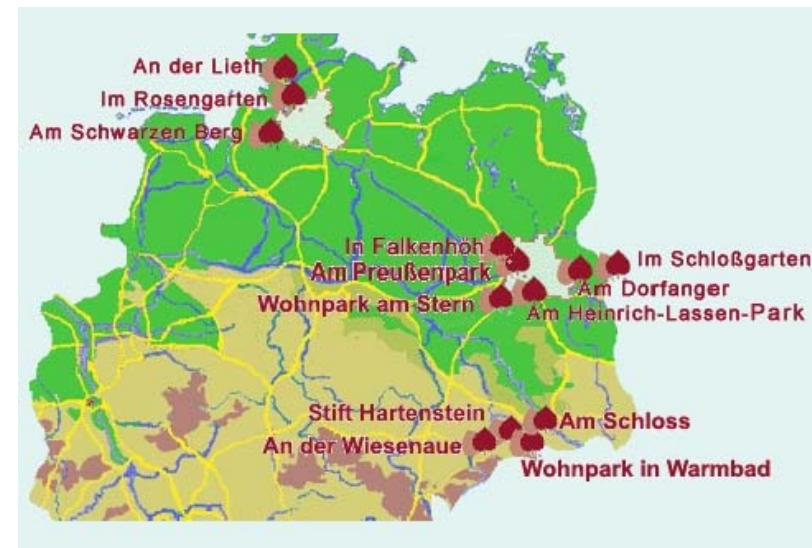 An der Lieth
Im Rosengarten
Am Schwarzen Berg
In Falkenhöh
Im Schloßgarten
Am Preußenpark
Am Dorfanger
Wohnpark am Stern
Am Heinrich-Lassen-Park
Stift Hartenstein
Am Schloss
An der Wiesenaue
Wohnpark in Warmbad